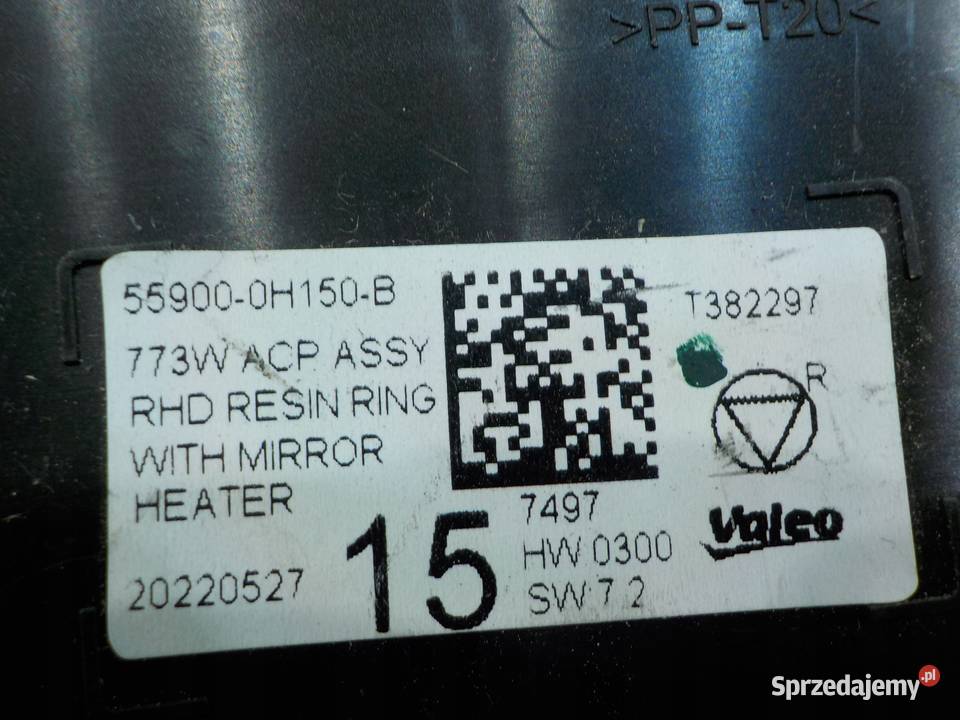 >PP-T20<
55900-0H150-B
T382297
773W ACP ASSY
RHD RESIN RING
WITH MIRROR
HEATER
R
20220527
15
7497
HW 0300
SW 7.2
Valeo
Sprzedajemy.pl